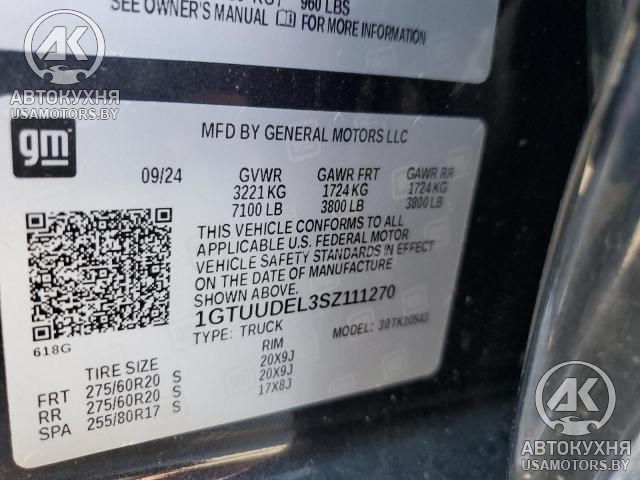 960 LBS
SEE OWNER'S MANUAL FOR MORE INFORMATION
АК
АВТОКУХНЯ
USAMOTORS.BY
gm
MFD BY GENERAL MOTORS LLC
09/24 GVWR GAWR FRT GAWR RR
3221 KG 1724 KG 1724 KG
7100 LB 3800 LB 3800 LB
THIS VEHICLE CONFORMS TO ALL
APPLICABLE U.S. FEDERAL MOTOR
VEHICLE SAFETY STANDARDS IN EFFECT
ON THE DATE OF MANUFACTURE
SHOWN ABOVE.
1GTUUDEL3SZ111270
TYPE: TRUCK MODEL: 30TK10543
618G
TIRE SIZE RIM
FRT 275/60R20 S 20X9J
RR 275/60R20 S 20X9J
SPA 255/80R17 S 17X8J
АК
АВТОКУХНЯ
USAMOTORS.BY